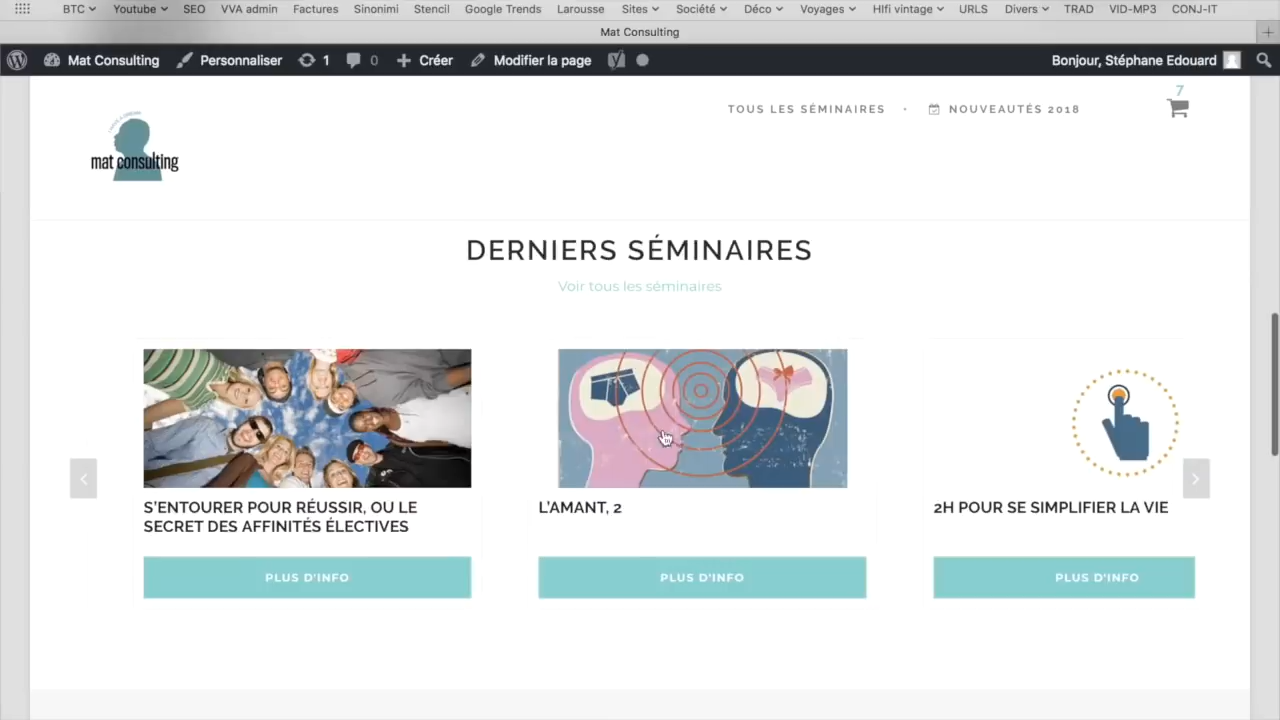 BTC Youtube SEO VVA admin Factures Sinonimi Stencil Google Trends Larousse Sites Société Déco Voyages HIfi vintage URLS Divers TRAD VID-MP3 CONJ-IT
Mat Consulting
Mat Consulting Personnaliser 1 0 Créer Modifier la page Bonjour, Stéphane Edouard
7
TOUS LES SÉMINAIRES • NOUVEAUTÉS 2018
mat consulting
DERNIERS SÉMINAIRES
Voir tous les séminaires
S'ENTOURER POUR RÉUSSIR, OU LE
SECRET DES AFFINITÉS ÉLECTIVES
L'AMANT, 2
2H POUR SE SIMPLIFIER LA VIE
PLUS D'INFO PLUS D'INFO PLUS D'INFO